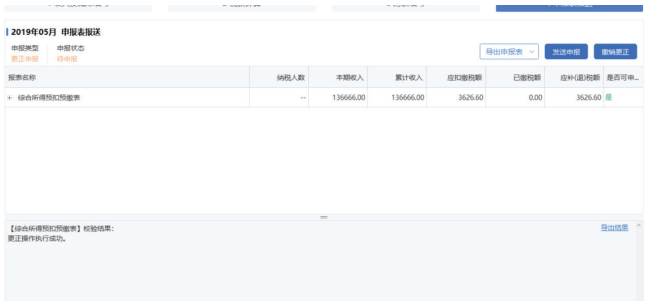 2019年05月 申报表报送
申报类型 申报状态
更正申报 待申报
导出申报表 发送申报 撤销更正
报表名称 纳税人数 本期收入 累计收入 应扣缴税额 已缴税额 应补(退)税额 是否可申...
+ 综合所得预扣预缴表 -- 136666.00 136666.00 3626.60 0.00 3626.60 是
【综合所得预扣预缴表】校验结果: 导出结果
更正操作执行成功。